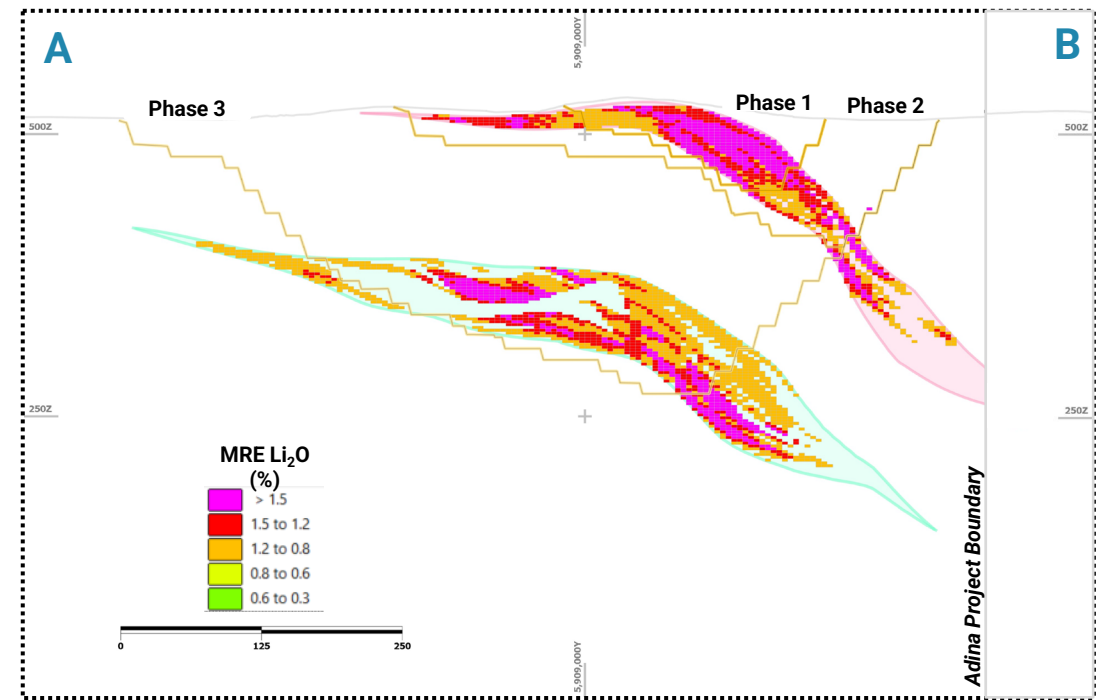 A
5,909,000Y
B
Phase 3
Phase 1
Phase 2
500Z
500Z
250Z
250Z
MRE Li₂O
(%)
> 1.5
1.5 to 1.2
1.2 to 0.8
0.8 to 0.6
0.6 to 0.3
0
125
250
5,909,000Y
Adina Project Boundary